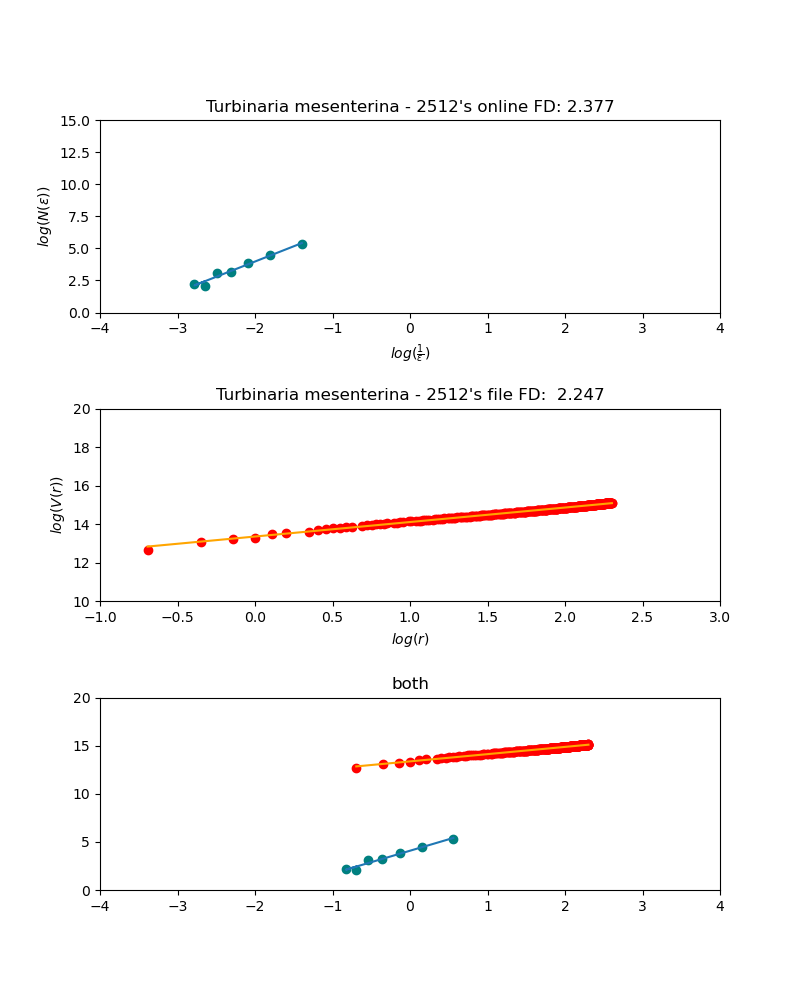 Turbinaria mesenterina - 2512's online FD: 2.377
15.0
12.5
10.0
7.5
5.0
2.5
0.0
log(N(ε))
−4 −3 −2 −1 0 1 2 3 4
log(1/ε)
Turbinaria mesenterina - 2512's file FD: 2.247
20
18
16
14
12
10
log(V(r))
−1.0 −0.5 0.0 0.5 1.0 1.5 2.0 2.5 3.0
log(r)
both
20
15
10
5
0
−4 −3 −2 −1 0 1 2 3 4